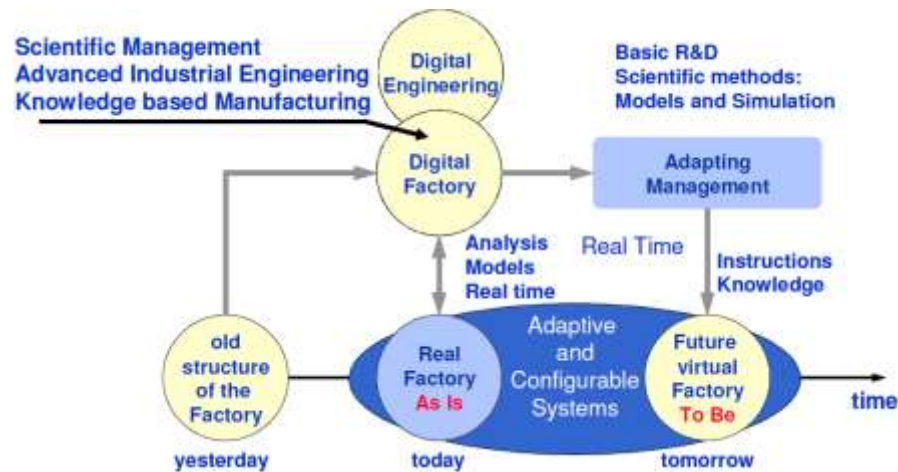 Scientific Management
Advanced Industrial Engineering
Knowledge based Manufacturing
Digital
Engineering
Basic R&D
Scientific methods:
Models and Simulation
Digital
Factory
Adapting
Management
Analysis
Models
Real time
Real Time
Instructions
Knowledge
old
structure
of the
Factory
Real
Factory
As Is
Adaptive
and
Configurable
Systems
Future
virtual
Factory
To Be
time
yesterday
today
tomorrow